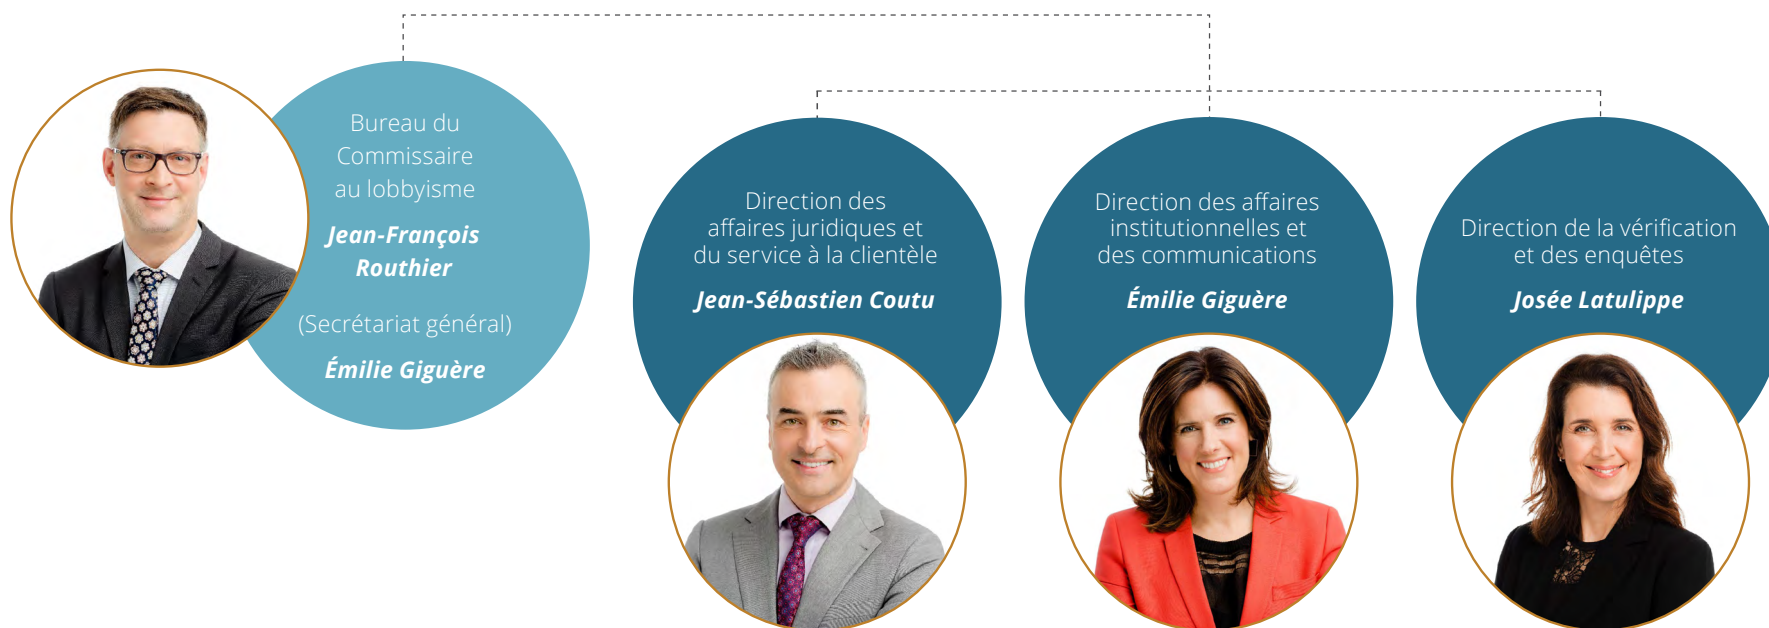 Bureau du
Commissaire
au lobbyisme
Jean-François
Routhier
(Secrétariat général)
Émilie Giguère
Direction des
affaires juridiques et
du service à la clientèle
Jean-Sébastien Coutu
Direction des affaires
institutionnelles et
des communications
Émilie Giguère
Direction de la vérification
et des enquêtes
Josée Latulippe